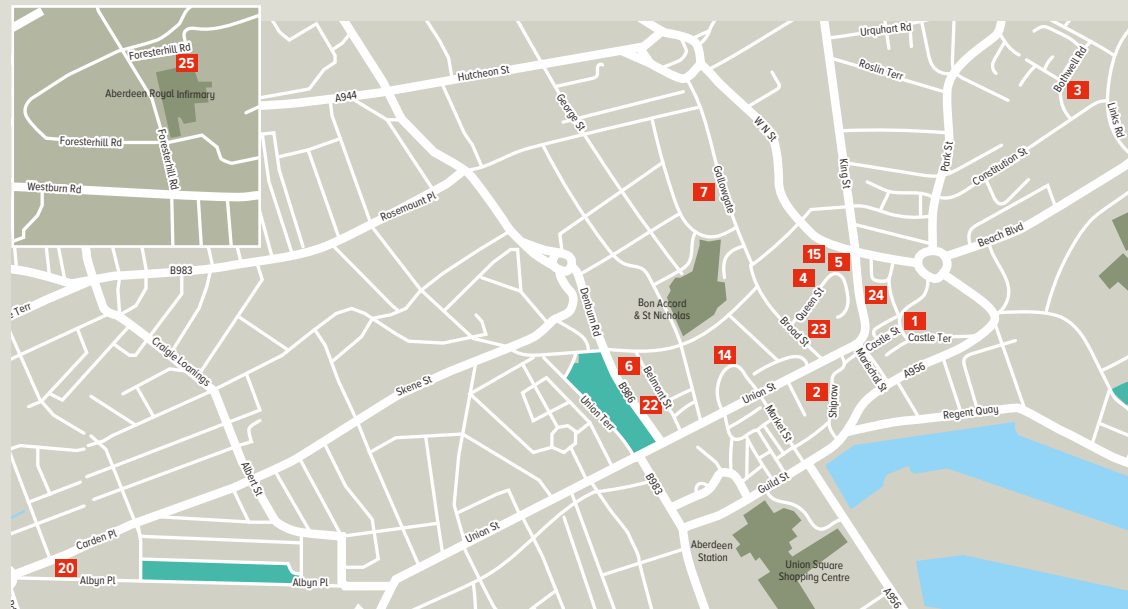 Foresterhill Rd
25
Aberdeen Royal Infirmary
Foresterhill Rd
Foresterhill Rd
Westburn Rd
Urquhart Rd
Roslin Terr
Bothwell Rd
3
Links Rd
Hutcheon St
A944
George St
W N St
King St
Park St
Constitution St
Gallowgate
7
Rosemount Pl
Beach Blvd
15
5
4
B983
24
Queen St
Bon Accord
& St Nicholas
Denburn Rd
Terr
1
23
Broad St
Castle St
Castle Ter
Craigie Loanings
14
6
Marischal St
A956
Belmont St
B986
Skene St
Union St
2
Shiprow
22
Union Terr
Market St
Regent Quay
Albert St
B983
Guild St
Union St
Carden Pl
Aberdeen
Station
20
Albyn Pl
Albyn Pl
Union Square
Shopping Centre
A956